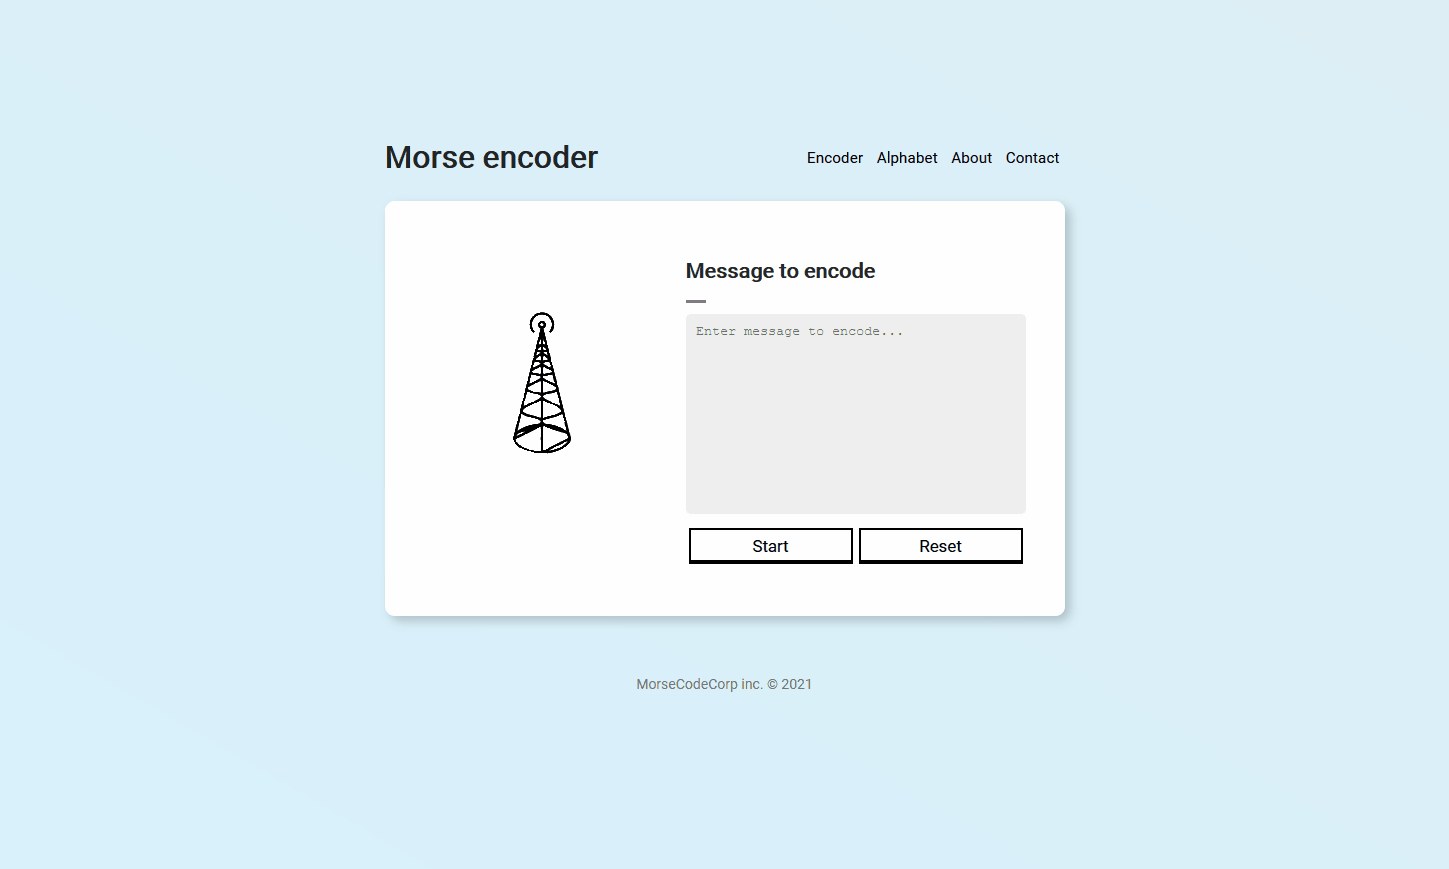 Morse encoder
Encoder Alphabet About Contact
Message to encode
Enter message to encode...
Start Reset
MorseCodeCorp inc. © 2021